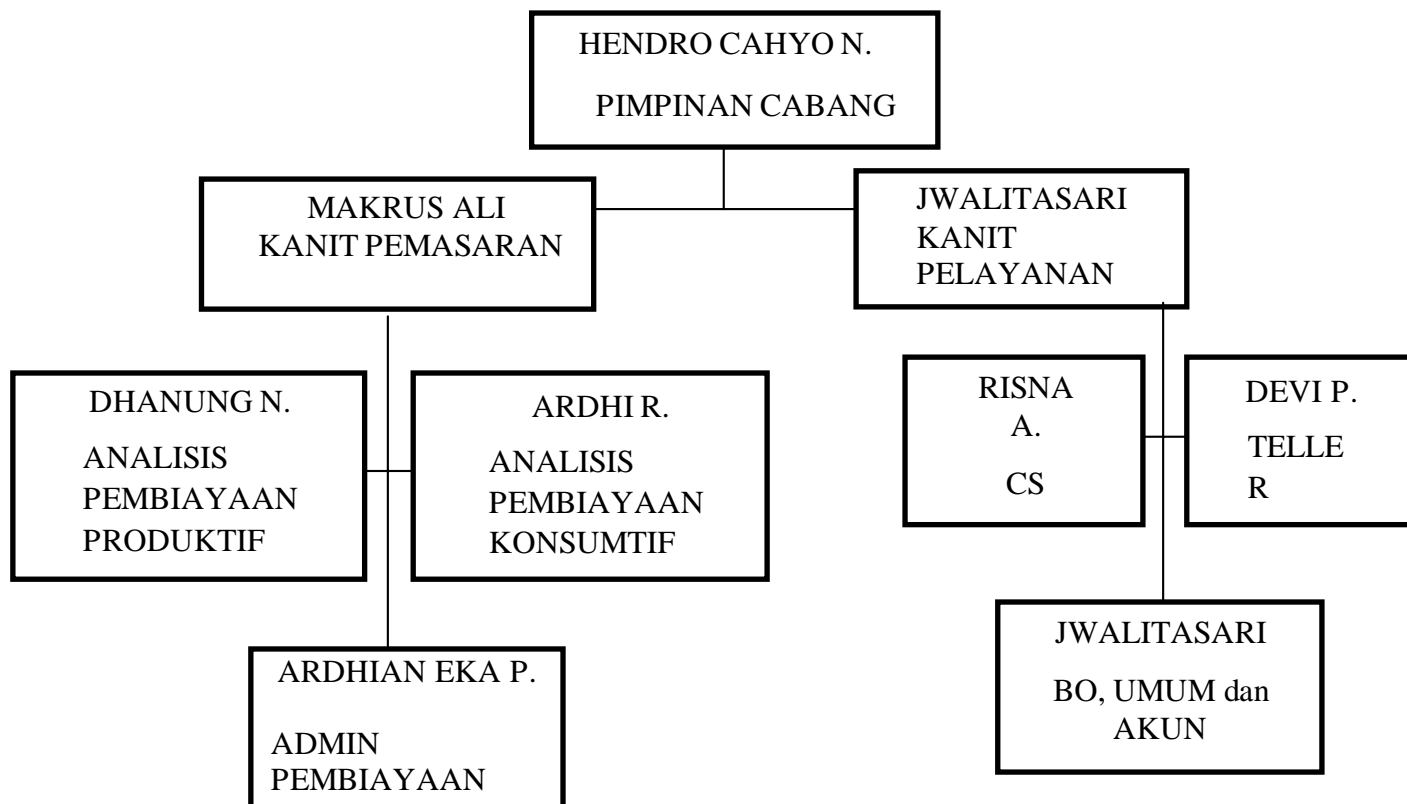 HENDRO CAHYO N.
PIMPINAN CABANG
MAKRUS ALI
KANIT PEMASARAN
JWALITASARI
KANIT
PELAYANAN
DHANUNG N.
ANALISIS
PEMBIAYAAN
PRODUKTIF
ARDHI R.
ANALISIS
PEMBIAYAAN
KONSUMTIF
RISNA
A.
CS
DEVI P.
TELLE
R
ARDHIAN EKA P.
ADMIN
PEMBIAYAAN
JWALITASARI
BO, UMUM dan
AKUN